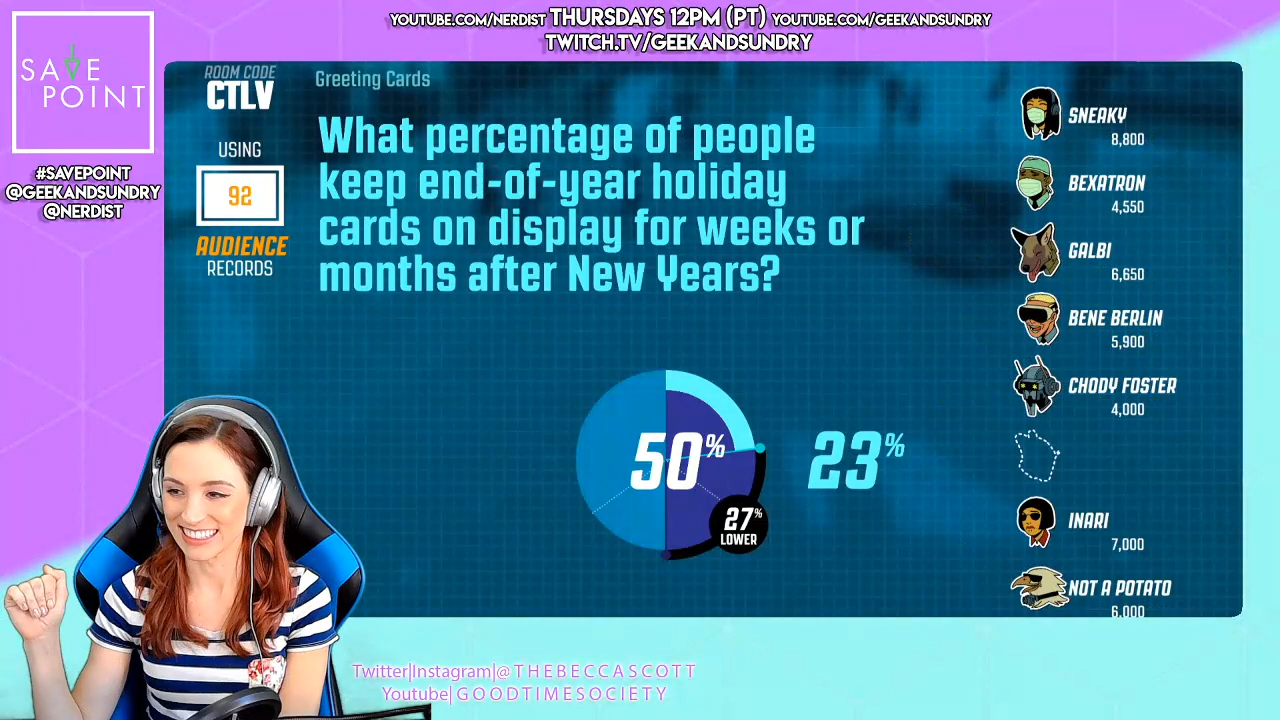 YOUTUBE.COM/NERDIST THURSDAYS 12PM (PT) YOUTUBE.COM/GEEKANDSUNDRY
TWITCH.TV/GEEKANDSUNDRY
SAVE
POINT
#SAVEPOINT
@GEEKANDSUNDRY
@NERDIST
ROOM CODE
CTLV
USING
92
AUDIENCE
RECORDS
Greeting Cards
What percentage of people
keep end-of-year holiday
cards on display for weeks or
months after New Years?
50%
23%
27%
LOWER
SNEAKY
8,800
BEXATRON
4,550
GALBI
6,650
BENE BERLIN
5,900
CHODY FOSTER
4,000
INARI
7,000
NOT A POTATO
6,000
Twitter|Instagram|@THEBECCASCOTT
Youtube|GOODTIMESOCIETY